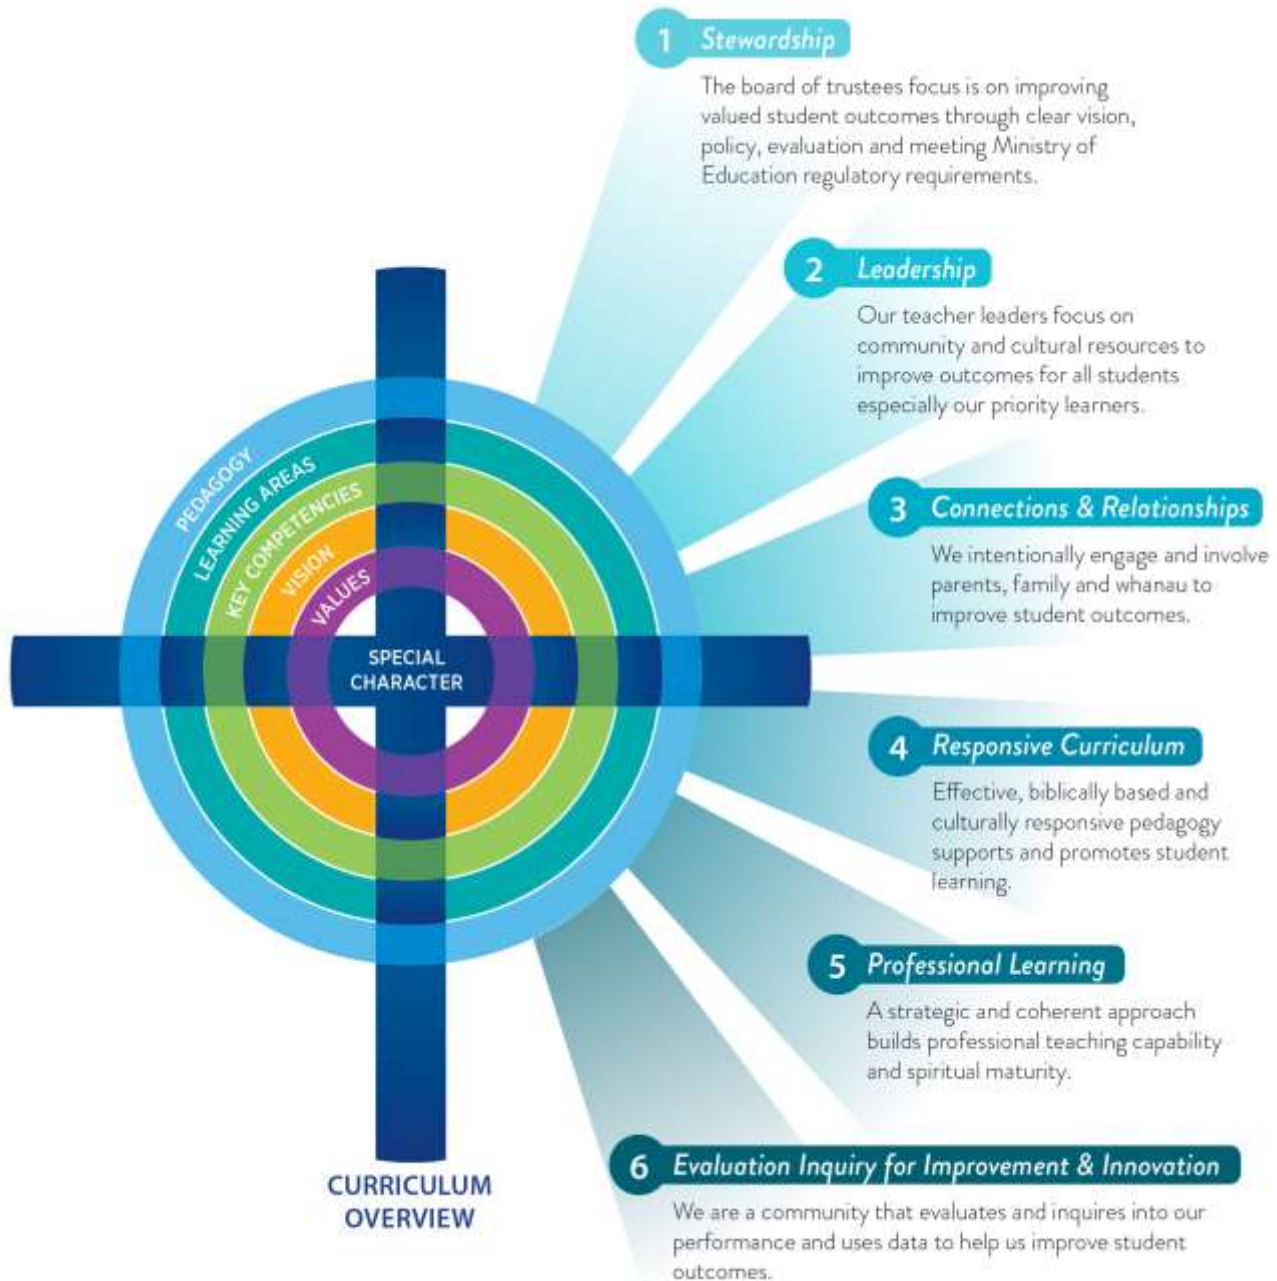 1 Stewardship
The board of trustees focus is on improving
valued student outcomes through clear vision,
policy, evaluation and meeting Ministry of
Education regulatory requirements.
2 Leadership
Our teacher leaders focus on
community and cultural resources to
improve outcomes for all students
especially our priority learners.
3 Connections & Relationships
We intentionally engage and involve
parents, family and whanau to
improve student outcomes.
PEDAGOGY
LEARNING AREAS
KEY COMPETENCIES
VISION
VALUES
SPECIAL
CHARACTER
4 Responsive Curriculum
Effective, biblically based and
culturally responsive pedagogy
supports and promotes student
learning.
5 Professional Learning
A strategic and coherent approach
builds professional teaching capability
and spiritual maturity.
6 Evaluation Inquiry for Improvement & Innovation
We are a community that evaluates and inquires into our
performance and uses data to help us improve student
outcomes.
CURRICULUM
OVERVIEW